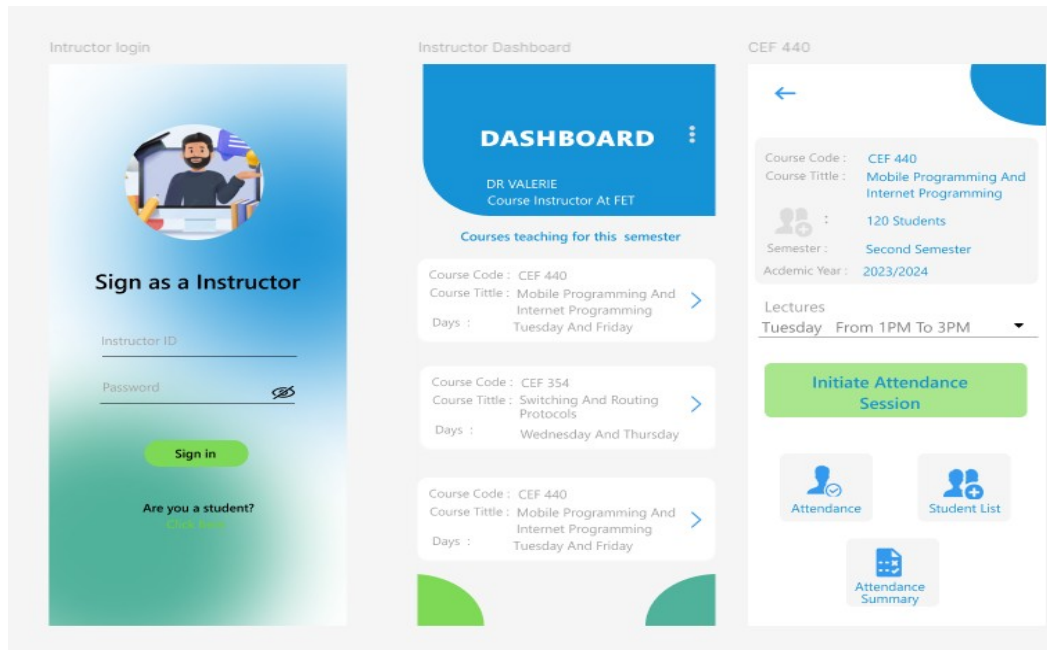 Intructor login
Sign as a Instructor
Instructor ID
Password
Sign in
Are you a student?
Click Here
Instructor Dashboard
DASHBOARD
DR VALERIE
Course Instructor At FET
Courses teaching for this semester
Course Code : CEF 440
Course Tittle : Mobile Programming And
Internet Programming
Days : Tuesday And Friday
Course Code : CEF 354
Course Tittle : Switching And Routing
Protocols
Days : Wednesday And Thursday
Course Code : CEF 440
Course Tittle : Mobile Programming And
Internet Programming
Days : Tuesday And Friday
CEF 440
Course Code : CEF 440
Course Tittle : Mobile Programming And
Internet Programming
: 120 Students
Semester : Second Semester
Acdemic Year : 2023/2024
Lectures
Tuesday From 1PM To 3PM
Initiate Attendance
Session
Attendance
Student List
Attendance
Summary